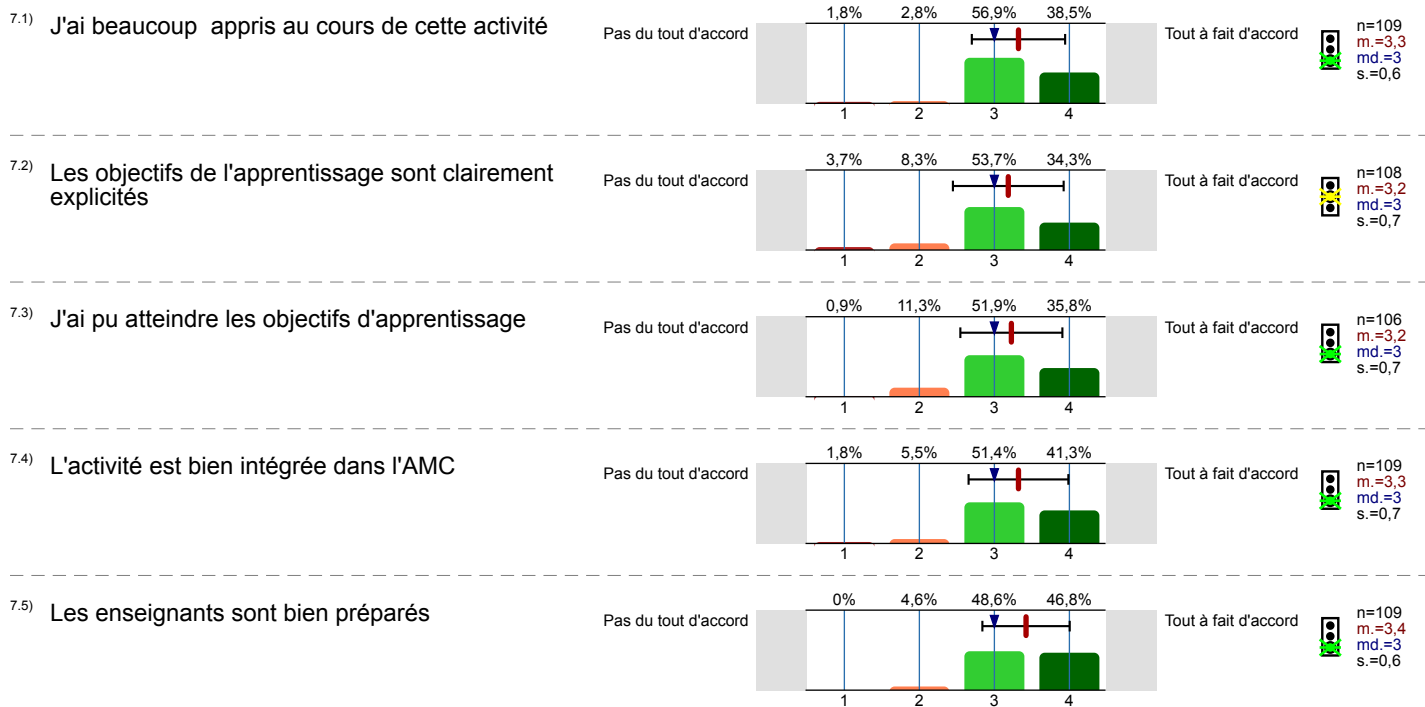 7.1) J'ai beaucoup appris au cours de cette activité
Pas du tout d'accord
1,8% 2,8% 56,9% 38,5%
1 2 3 4
Tout à fait d'accord
n=109
m.=3,3
md.=3
s.=0,6
7.2) Les objectifs de l'apprentissage sont clairement
explicités
Pas du tout d'accord
3,7% 8,3% 53,7% 34,3%
1 2 3 4
Tout à fait d'accord
n=108
m.=3,2
md.=3
s.=0,7
7.3) J'ai pu atteindre les objectifs d'apprentissage
Pas du tout d'accord
0,9% 11,3% 51,9% 35,8%
1 2 3 4
Tout à fait d'accord
n=106
m.=3,2
md.=3
s.=0,7
7.4) L'activité est bien intégrée dans l'AMC
Pas du tout d'accord
1,8% 5,5% 51,4% 41,3%
1 2 3 4
Tout à fait d'accord
n=109
m.=3,3
md.=3
s.=0,7
7.5) Les enseignants sont bien préparés
Pas du tout d'accord
0% 4,6% 48,6% 46,8%
1 2 3 4
Tout à fait d'accord
n=109
m.=3,4
md.=3
s.=0,6